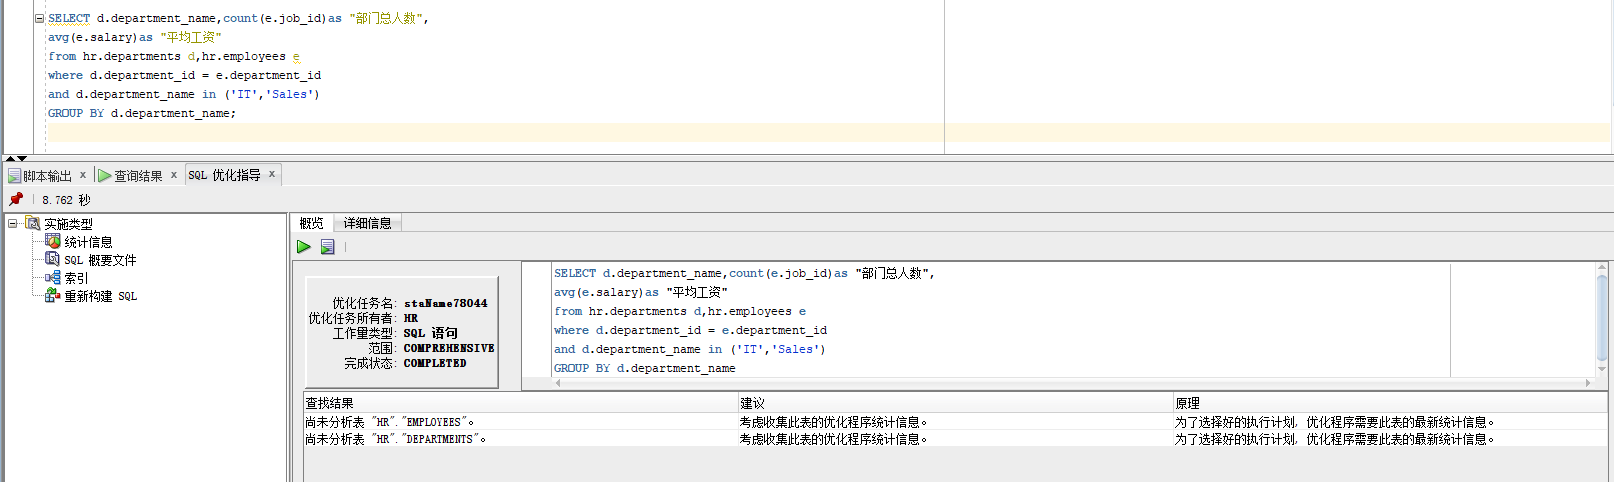 SELECT d.department_name,count(e.job_id)as "部门总人数",
avg(e.salary)as "平均工资"
from hr.departments d,hr.employees e
where d.department_id = e.department_id
and d.department_name in ('IT','Sales')
GROUP BY d.department_name;
脚本输出 x 查询结果 x SQL 优化指导 x
8.762 秒
实施类型
统计信息
SQL 概要文件
索引
重新构建 SQL
概览 详细信息
优化任务名: staName78044
优化任务所有者: HR
工作量类型: SQL 语句
范围: COMPREHENSIVE
完成状态: COMPLETED
SELECT d.department_name,count(e.job_id)as "部门总人数",
avg(e.salary)as "平均工资"
from hr.departments d,hr.employees e
where d.department_id = e.department_id
and d.department_name in ('IT','Sales')
GROUP BY d.department_name
查找结果 建议 原理
尚未分析表 "HR"."EMPLOYEES"。 考虑收集此表的优化程序统计信息。 为了选择好的执行计划, 优化程序需要此表的最新统计信息。
尚未分析表 "HR"."DEPARTMENTS"。 考虑收集此表的优化程序统计信息。 为了选择好的执行计划, 优化程序需要此表的最新统计信息。